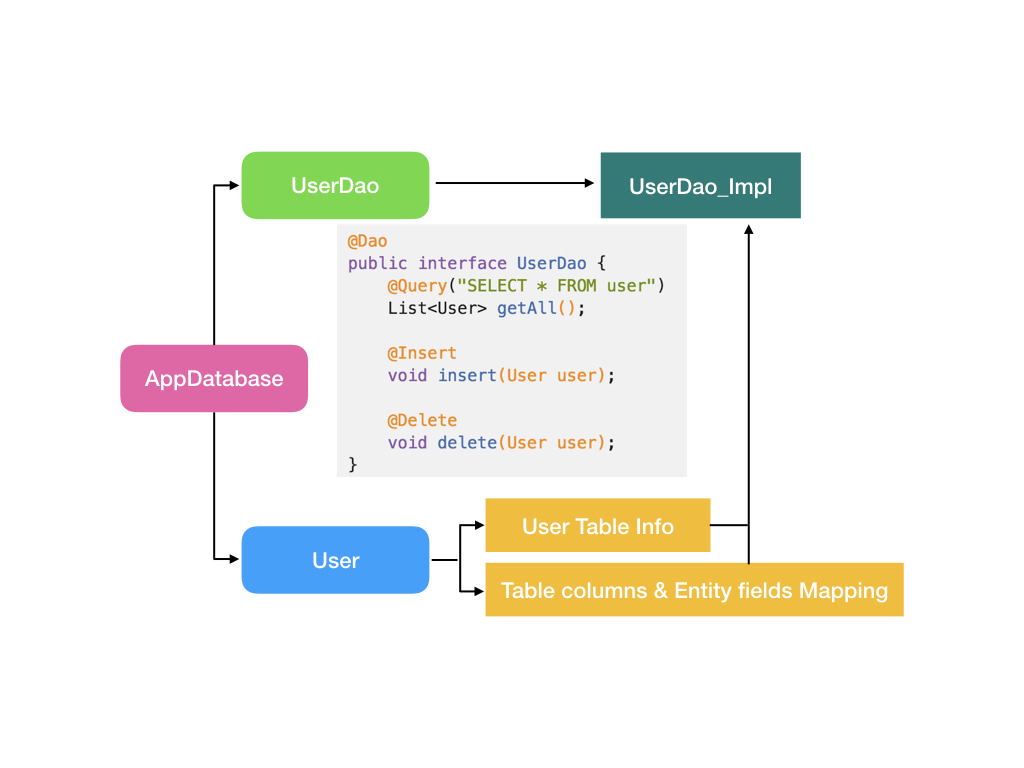 UserDao
UserDao_Impl
@Dao
public interface UserDao {
    @Query("SELECT * FROM user")
    List<User> getAll();
    @Insert
    void insert(User user);
    @Delete
    void delete(User user);
}
AppDatabase
User Table Info
User
Table columns & Entity fields Mapping